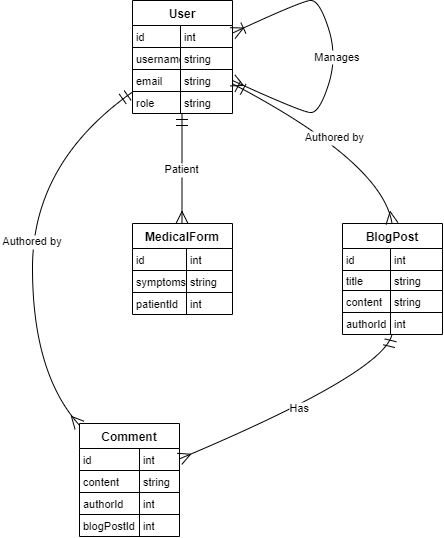 User
id int
usernam string
email string
role string
Manages
Authored by
Patient
Authored by
MedicalForm
id int
symptoms string
patientId int
BlogPost
id int
title string
content string
authorId int
Has
Comment
id int
content string
authorId int
blogPostId int